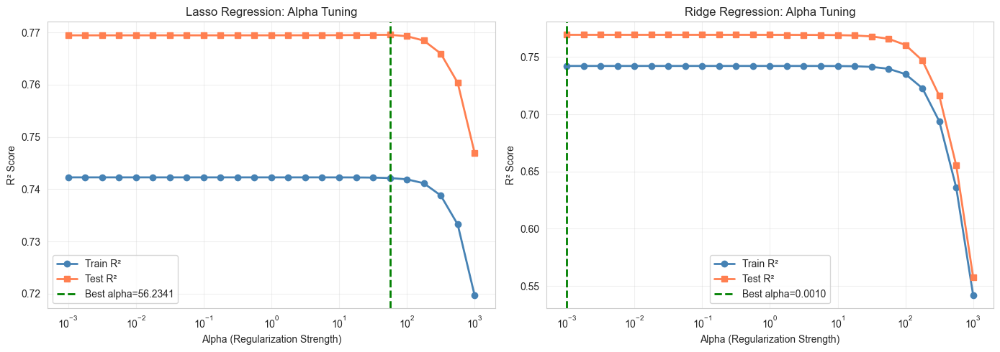 Lasso Regression: Alpha Tuning
R² Score
0.77
0.76
0.75
0.74
0.73
0.72
Train R²
Test R²
Best alpha=56.2341
10⁻³ 10⁻² 10⁻¹ 10⁰ 10¹ 10² 10³
Alpha (Regularization Strength)
Ridge Regression: Alpha Tuning
R² Score
0.75
0.70
0.65
0.60
0.55
Train R²
Test R²
Best alpha=0.0010
10⁻³ 10⁻² 10⁻¹ 10⁰ 10¹ 10² 10³
Alpha (Regularization Strength)